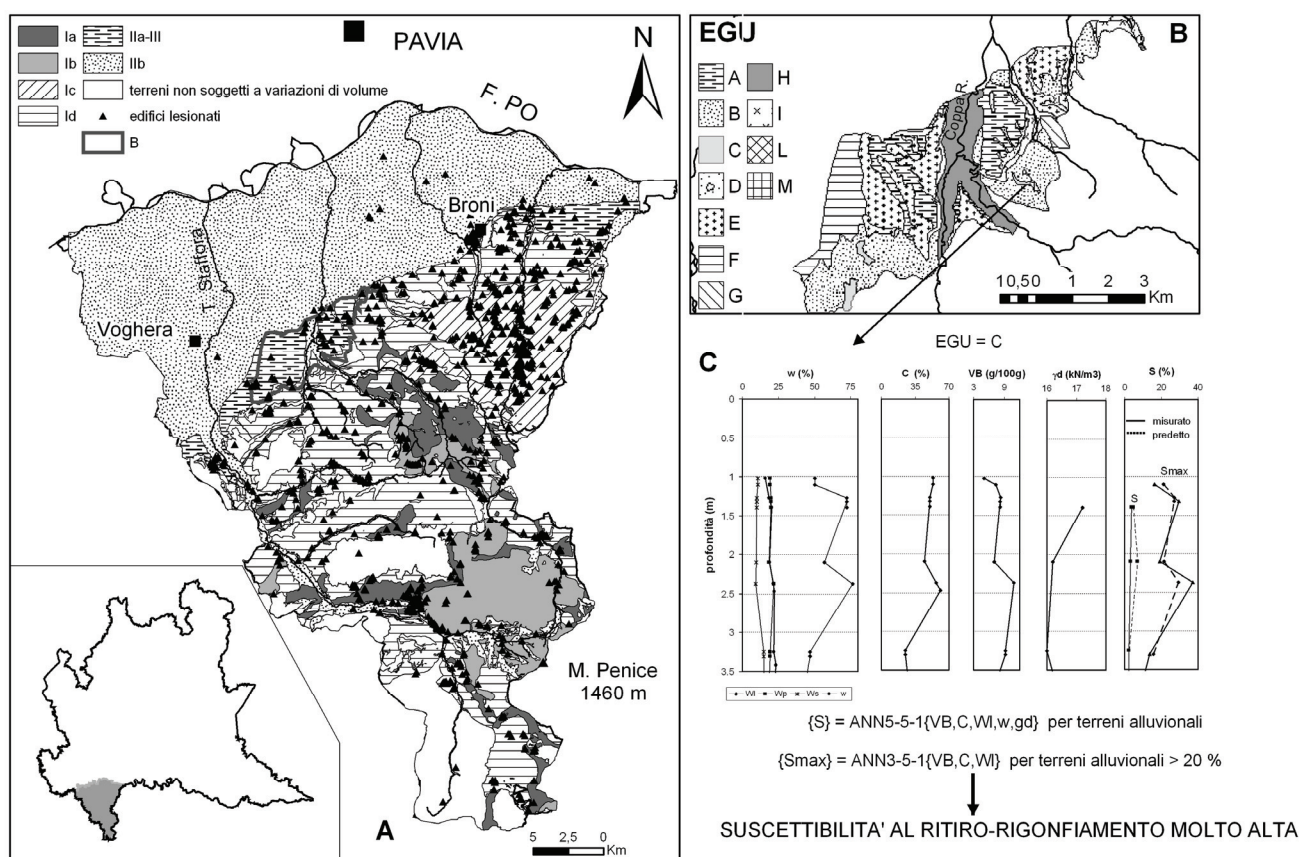 Ia IIa-III
Ib IIb
Ic terreni non soggetti a variazioni di volume
Id edifici lesionati
B
PAVIA
N
F. PO
Broni
T. Staffora
Voghera
M. Penice
1460 m
A
5 2,5 0
Km
EGU
B
A H
B I
C L
D M
E
F
G
Coppa R.
10,50 1 2 3
Km
EGU = C
C
w (%) C (%) VB (g/100g) γd (kN/m3) S (%)
0 25 50 75 0 35 70 3 9 16 17 18 0 20 40
0
0.5
1
1.5
2
2.5
3
3.5
profondità (m)
misurato
predetto
Smax
S
Wl Wp Ws w
{S} = ANN5-5-1{VB,C,Wl,w,gd} per terreni alluvionali
{Smax} = ANN3-5-1{VB,C,Wl} per terreni alluvionali > 20 %
SUSCETTIBILITA' AL RITIRO-RIGONFIAMENTO MOLTO ALTA